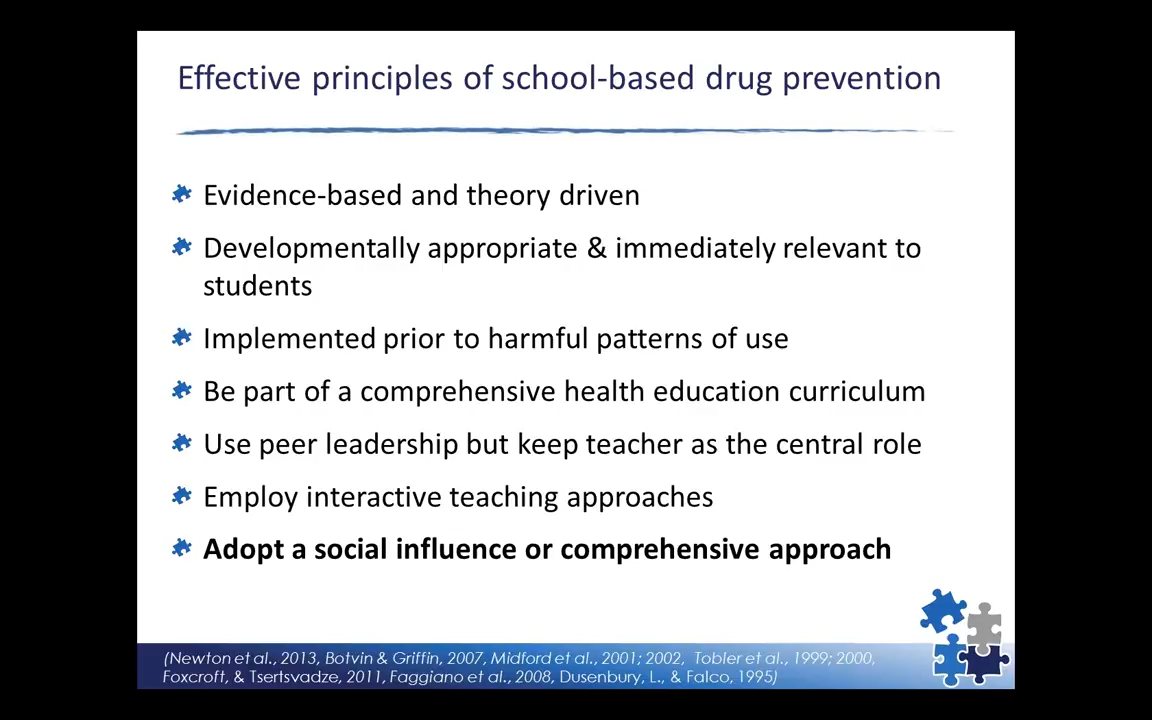 Effective principles of school-based drug prevention
Evidence-based and theory driven
Developmentally appropriate & immediately relevant to
students
Implemented prior to harmful patterns of use
Be part of a comprehensive health education curriculum
Use peer leadership but keep teacher as the central role
Employ interactive teaching approaches
Adopt a social influence or comprehensive approach
(Newton et al., 2013, Botvin & Griffin, 2007, Midford et al., 2001; 2002, Tobler et al., 1999; 2000,
Foxcroft, & Tsertsvadze, 2011, Faggiano et al., 2008, Dusenbury, L., & Falco, 1995)